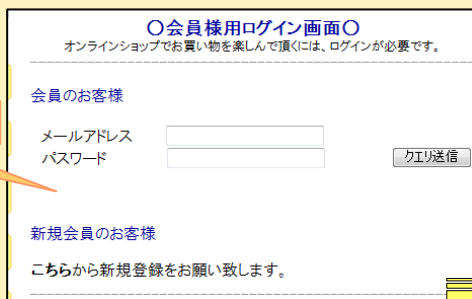 〇会員様用ログイン画面〇
オンラインショップでお買い物を楽しんで頂くには、ログインが必要です。
会員のお客様
メールアドレス
パスワード
クエリ送信
新規会員のお客様
こちらから新規登録をお願い致します。